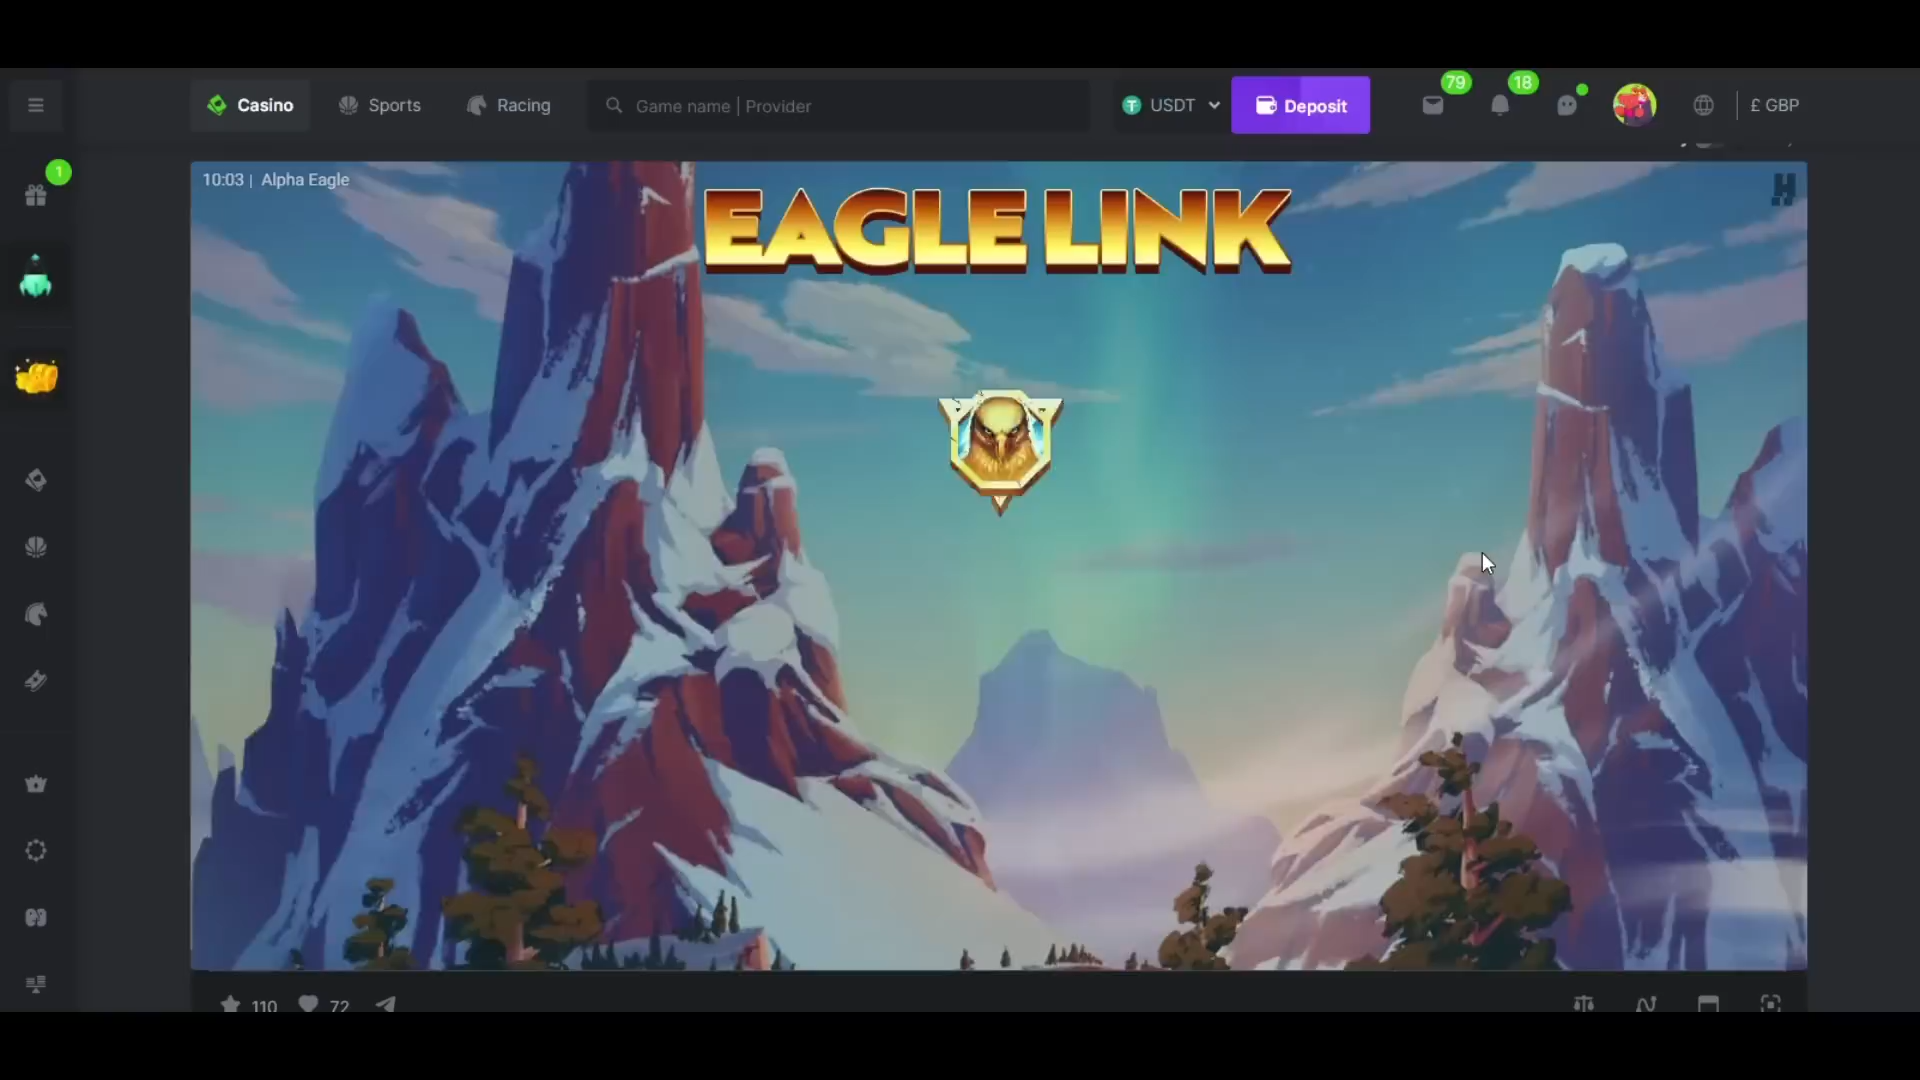 Casino
Sports
Racing
Game name | Provider
USDT
Deposit
79
18
£ GBP
1
10:03 | Alpha Eagle
EAGLE LINK
110
72